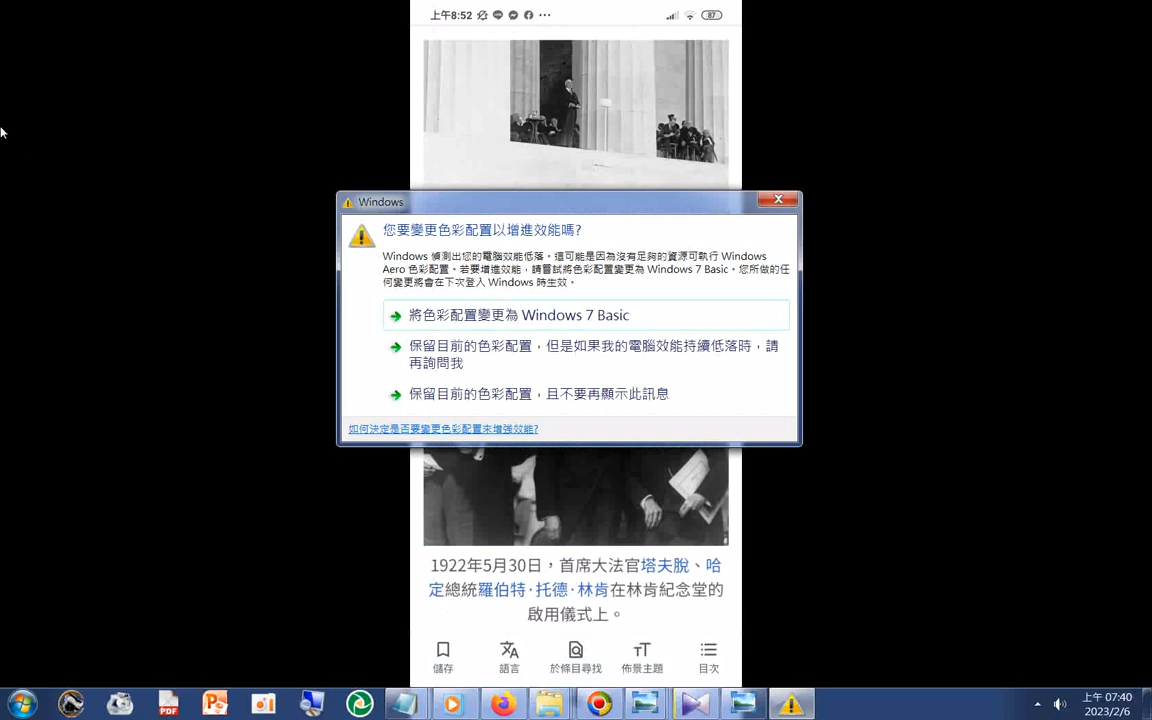 上午8:52
87
Windows
您要變更色彩配置以增進效能嗎?
Windows 偵測出您的電腦效能低落。這可能是因為沒有足夠的資源可執行 Windows
Aero 色彩配置。若要增進效能，請嘗試將色彩配置變更為 Windows 7 Basic。您所做的任
何變更將會在下次登入 Windows 時生效。
將色彩配置變更為 Windows 7 Basic
保留目前的色彩配置，但是如果我的電腦效能持續低落時，請
再詢問我
保留目前的色彩配置，且不要再顯示此訊息
如何決定是否要變更色彩配置來增強效能?
1922年5月30日，首席大法官塔夫脫、哈
定總統羅伯特·托德·林肯在林肯紀念堂的
啟用儀式上。
儲存 語言 於條目尋找 佈景主題 目次
PDF
上午 07:40
2023/2/6